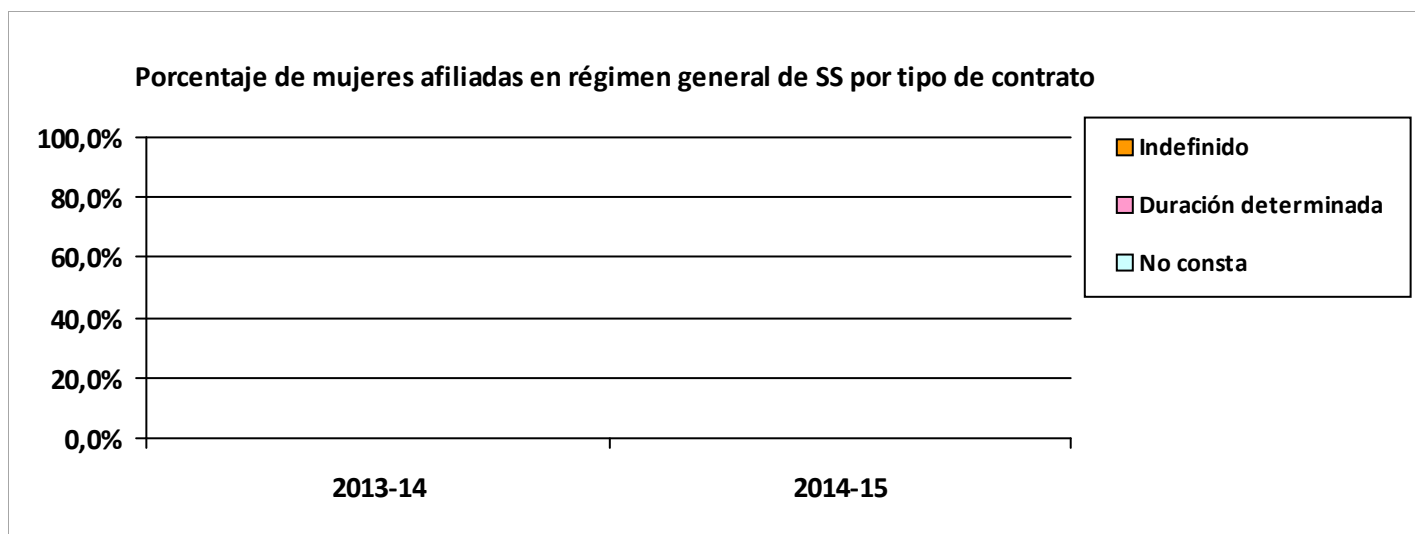 Porcentaje de mujeres afiliadas en régimen general de SS por tipo de contrato
100,0%
80,0%
60,0%
40,0%
20,0%
0,0%
2013-14
2014-15
Indefinido
Duración determinada
No consta